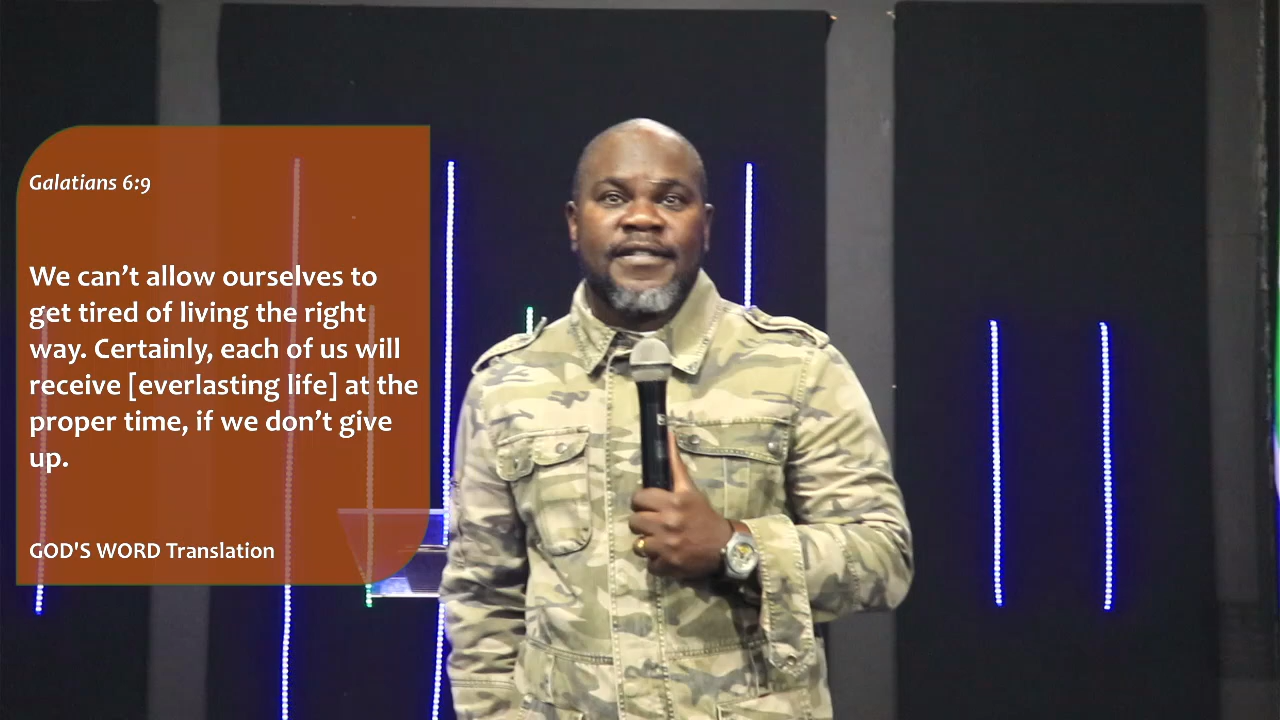 Galatians 6:9
We can’t allow ourselves to
get tired of living the right
way. Certainly, each of us will
receive [everlasting life] at the
proper time, if we don’t give
up.
GOD'S WORD Translation